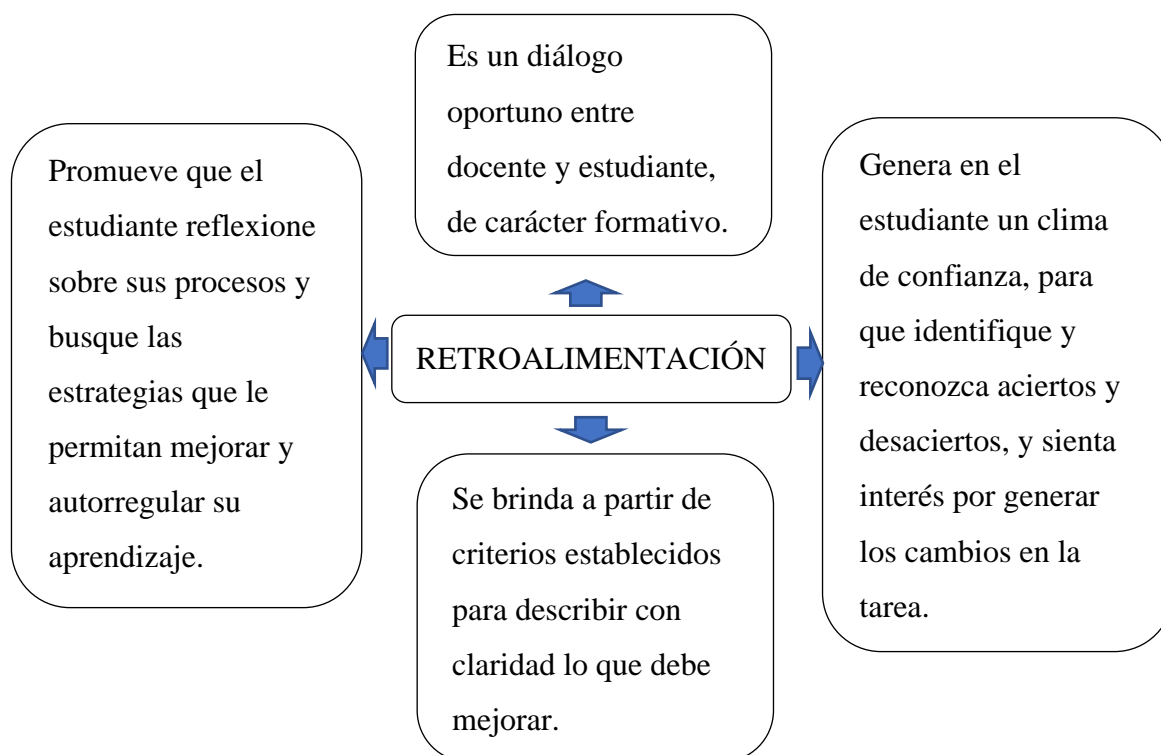 Es un diálogo
oportuno entre
docente y estudiante,
de carácter formativo.
Promueve que el
estudiante reflexione
sobre sus procesos y
busque las
estrategias que le
permitan mejorar y
autorregular su
aprendizaje.
RETROALIMENTACIÓN
Genera en el
estudiante un clima
de confianza, para
que identifique y
reconozca aciertos y
desaciertos, y sienta
interés por generar
los cambios en la
tarea.
Se brinda a partir de
criterios establecidos
para describir con
claridad lo que debe
mejorar.